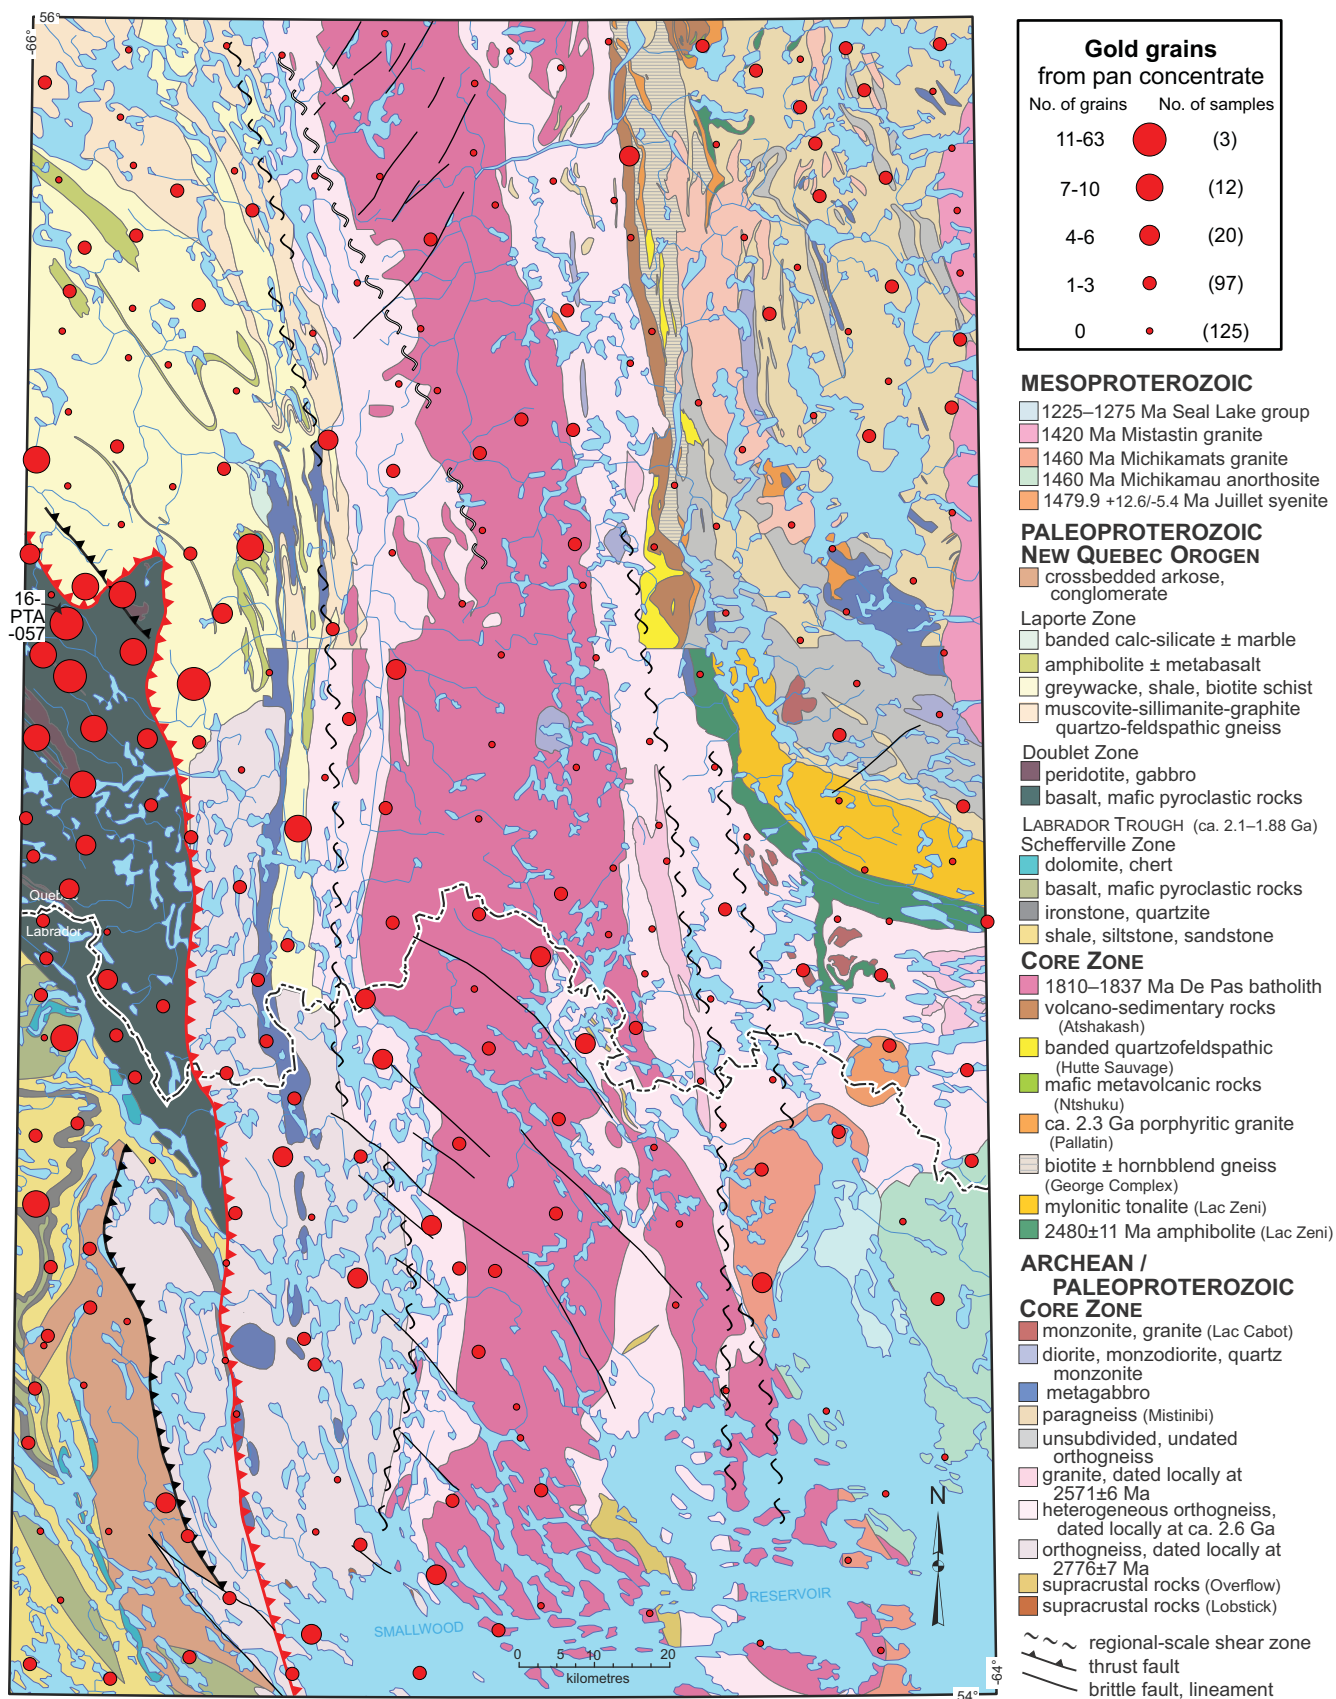 56°
-66°
16-
PTA
-057
Quebec
Labrador
SMALLWOOD
RESERVOIR
N
0 5 10 20
kilometres
54°
-64°
Gold grains
from pan concentrate
No. of grains No. of samples
11-63 (3)
7-10 (12)
4-6 (20)
1-3 (97)
0 (125)
MESOPROTEROZOIC
1225–1275 Ma Seal Lake group
1420 Ma Mistastin granite
1460 Ma Michikamats granite
1460 Ma Michikamau anorthosite
1479.9 +12.6/-5.4 Ma Juillet syenite
PALEOPROTEROZOIC
NEW QUEBEC OROGEN
crossbedded arkose,
conglomerate
Laporte Zone
banded calc-silicate ± marble
amphibolite ± metabasalt
greywacke, shale, biotite schist
muscovite-sillimanite-graphite
quartzo-feldspathic gneiss
Doublet Zone
peridotite, gabbro
basalt, mafic pyroclastic rocks
LABRADOR TROUGH (ca. 2.1–1.88 Ga)
Schefferville Zone
dolomite, chert
basalt, mafic pyroclastic rocks
ironstone, quartzite
shale, siltstone, sandstone
CORE ZONE
1810–1837 Ma De Pas batholith
volcano-sedimentary rocks
(Atshakash)
banded quartzofeldspathic
(Hutte Sauvage)
mafic metavolcanic rocks
(Ntshuku)
ca. 2.3 Ga porphyritic granite
(Pallatin)
biotite ± hornbblend gneiss
(George Complex)
mylonitic tonalite (Lac Zeni)
2480±11 Ma amphibolite (Lac Zeni)
ARCHEAN /
PALEOPROTEROZOIC
CORE ZONE
monzonite, granite (Lac Cabot)
diorite, monzodiorite, quartz
monzonite
metagabbro
paragneiss (Mistinibi)
unsubdivided, undated
orthogneiss
granite, dated locally at
2571±6 Ma
heterogeneous orthogneiss,
dated locally at ca. 2.6 Ga
orthogneiss, dated locally at
2776±7 Ma
supracrustal rocks (Overflow)
supracrustal rocks (Lobstick)
regional-scale shear zone
thrust fault
brittle fault, lineament